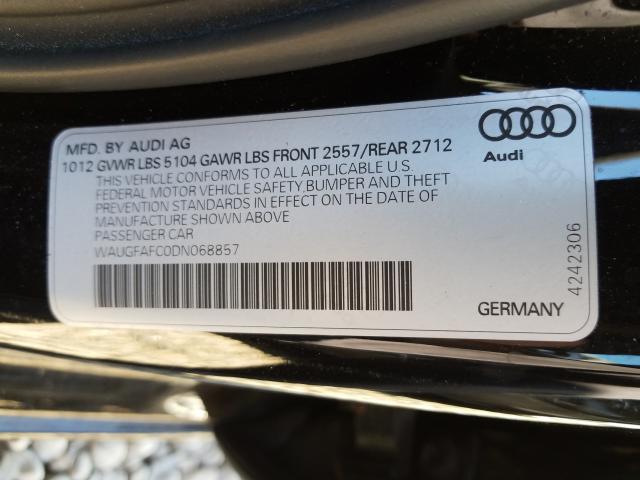 MFD. BY AUDI AG
1012 GVWR LBS 5104 GAWR LBS FRONT 2557/REAR 2712
THIS VEHICLE CONFORMS TO ALL APPLICABLE U.S.
FEDERAL MOTOR VEHICLE SAFETY,BUMPER AND THEFT
PREVENTION STANDARDS IN EFFECT ON THE DATE OF
MANUFACTURE SHOWN ABOVE
PASSENGER CAR
WAUGFAFC0DN068857
Audi
4242306
GERMANY